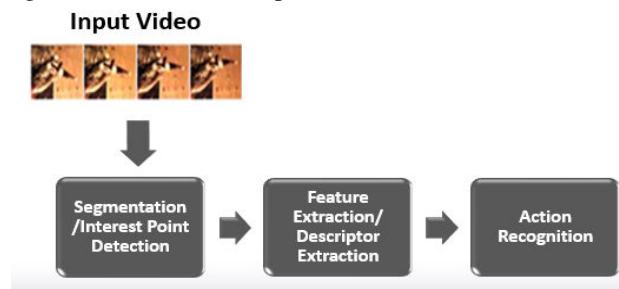 Input Video
Segmentation
/Interest Point
Detection
Feature
Extraction/
Descriptor
Extraction
Action
Recognition